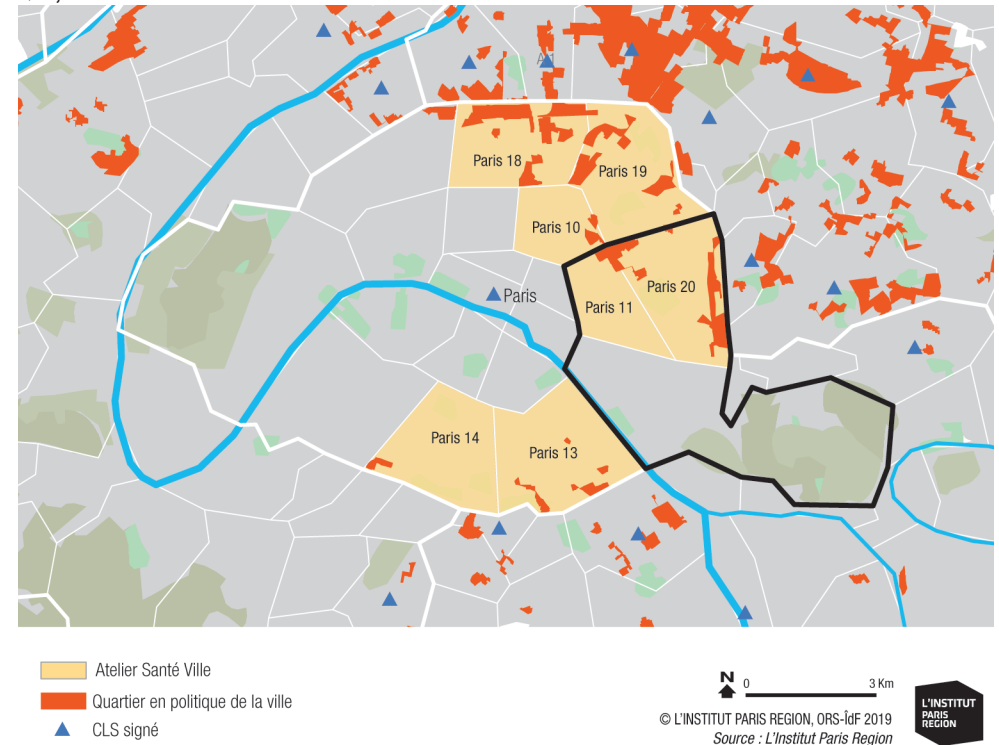 Paris 18
Paris 19
Paris 10
Paris 20
Paris 11
Paris
Paris 14
Paris 13
Atelier Santé Ville
Quartier en politique de la ville
CLS signé
N
0 3 Km
© L'INSTITUT PARIS REGION, ORS-ÎdF 2019
Source : L'Institut Paris Region
L'INSTITUT
PARIS
REGION